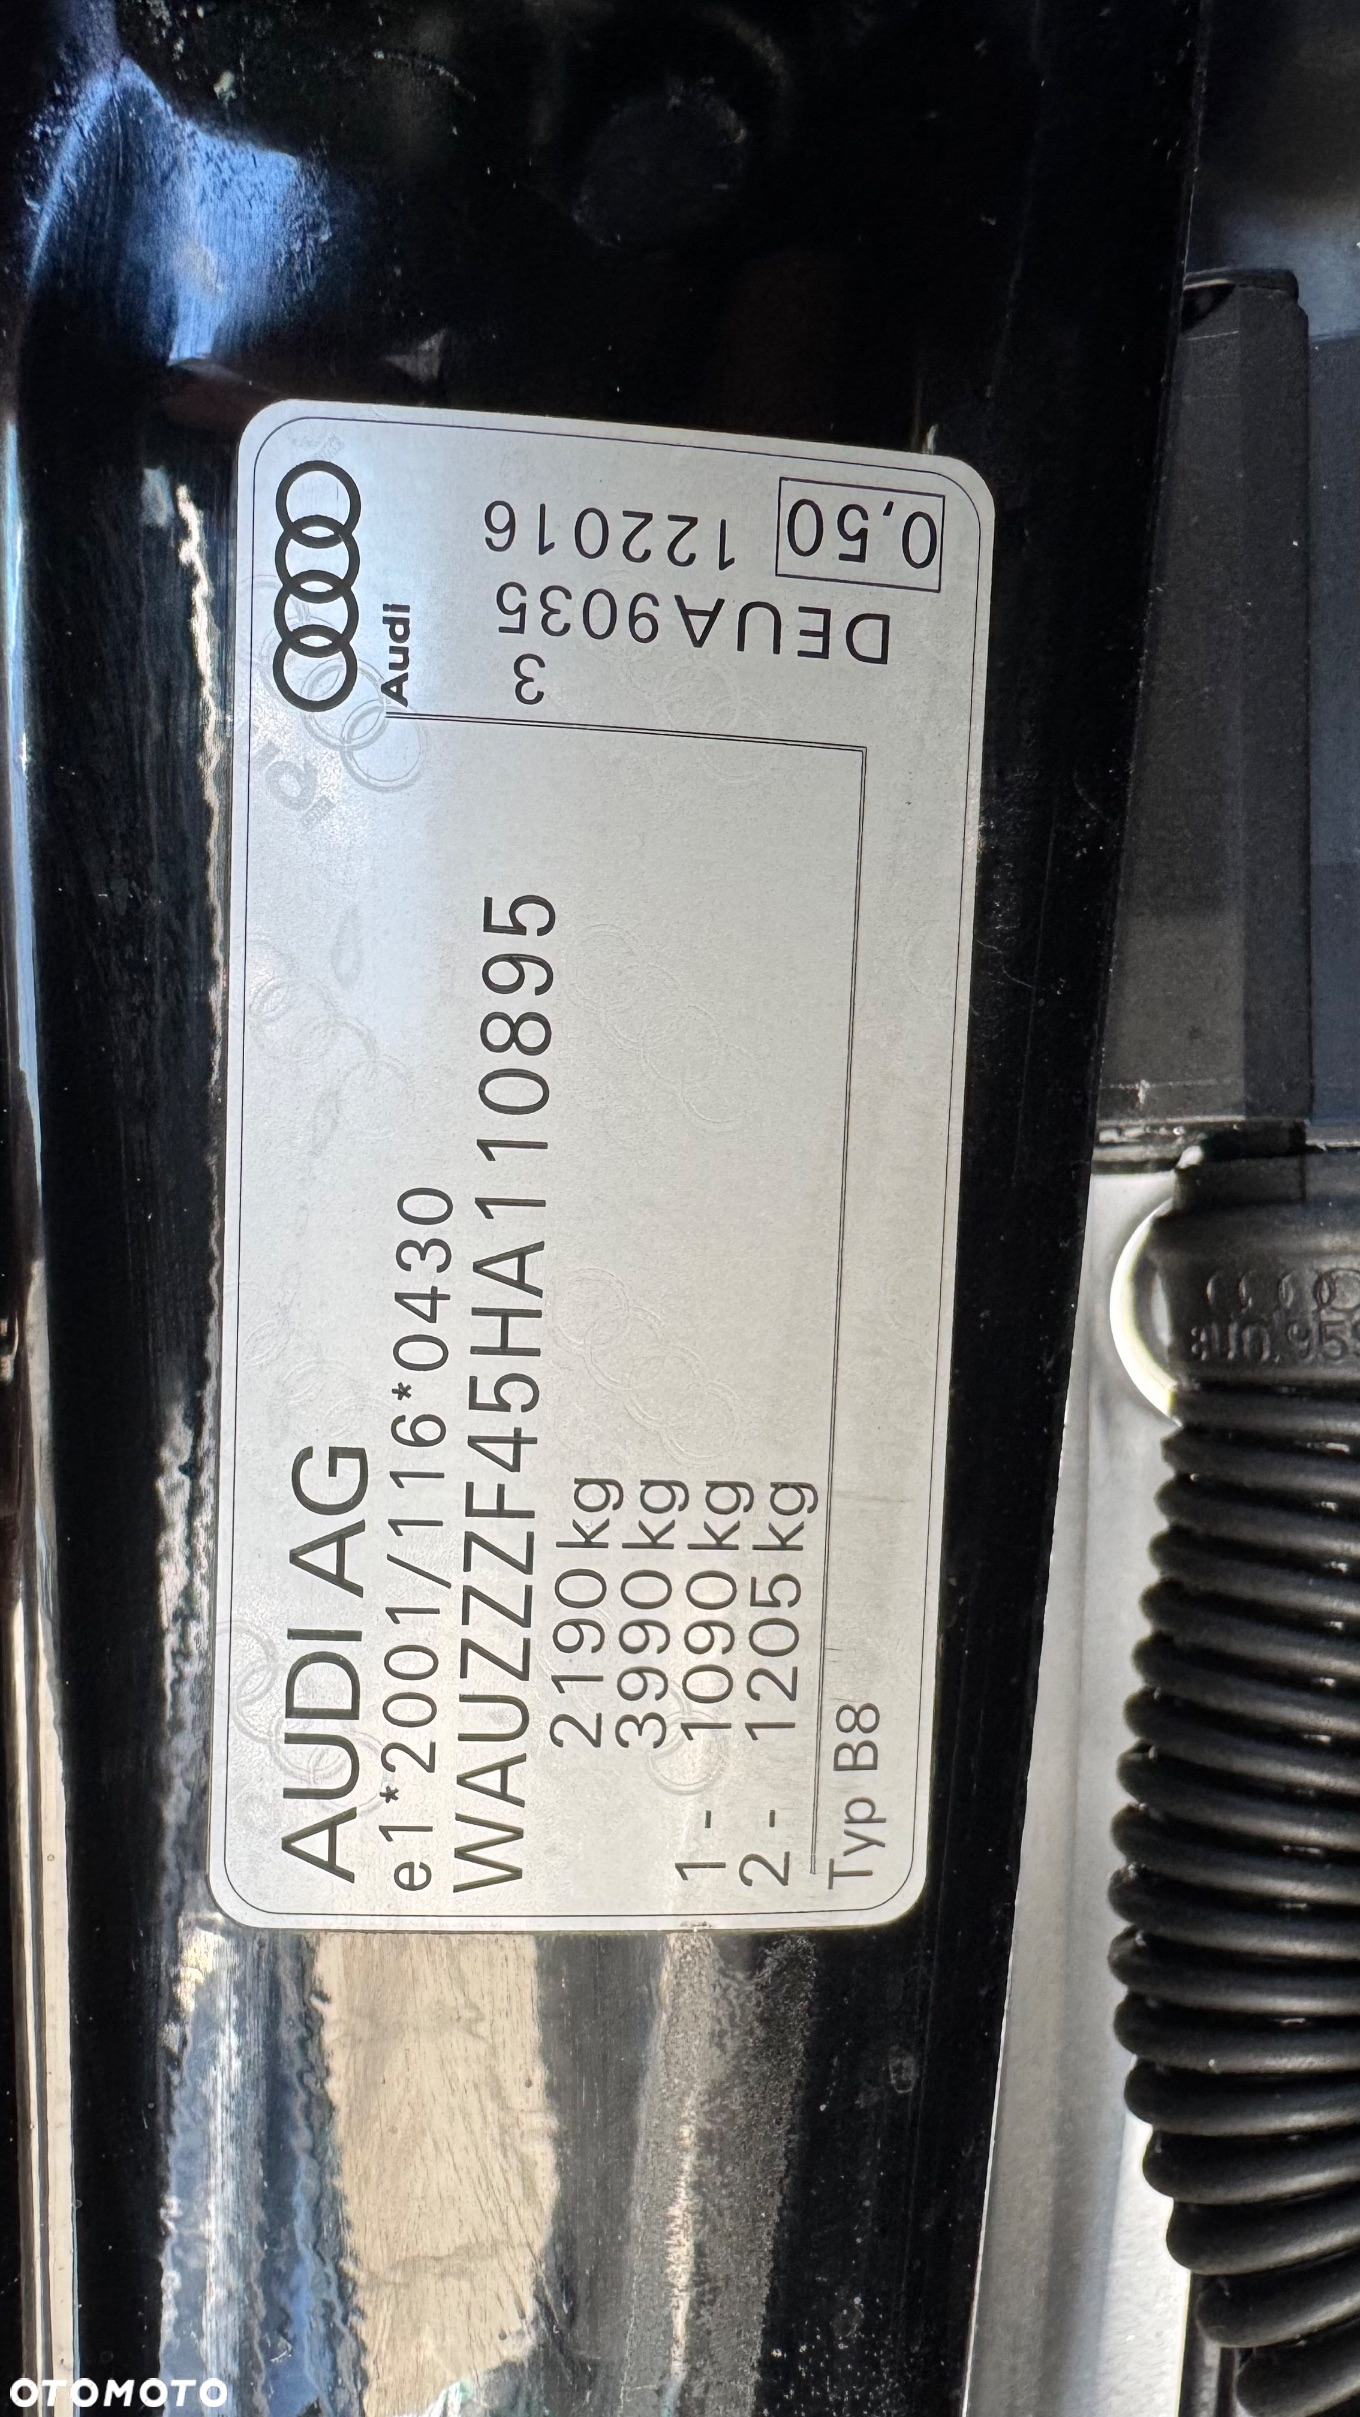 AUDI AG
e1*2001/116*0430
WAUZZZF45HA110895
2190kg
3990kg
1- 1090kg
2- 1205kg
Typ B8
Audi
3
DEUA9035
122016
0,50
OTOMOTO